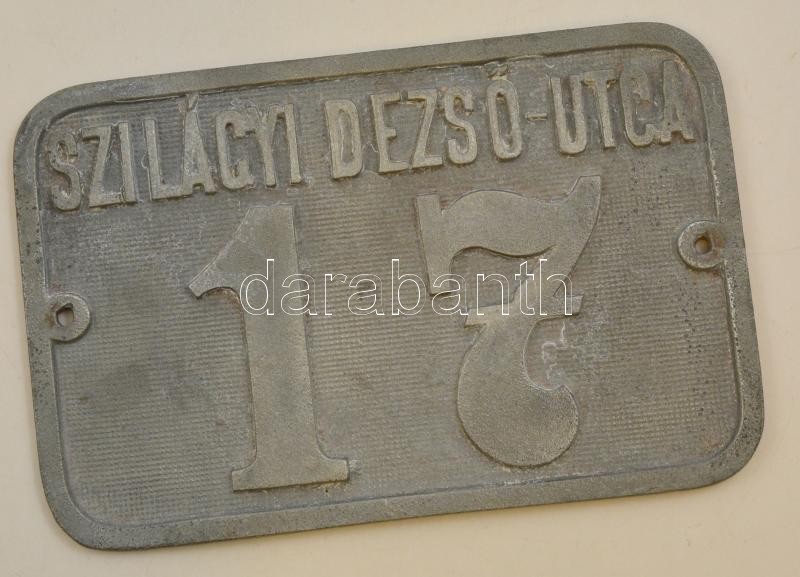 SZILÁGYI DEZSŐ-UTCA
17
darabanth